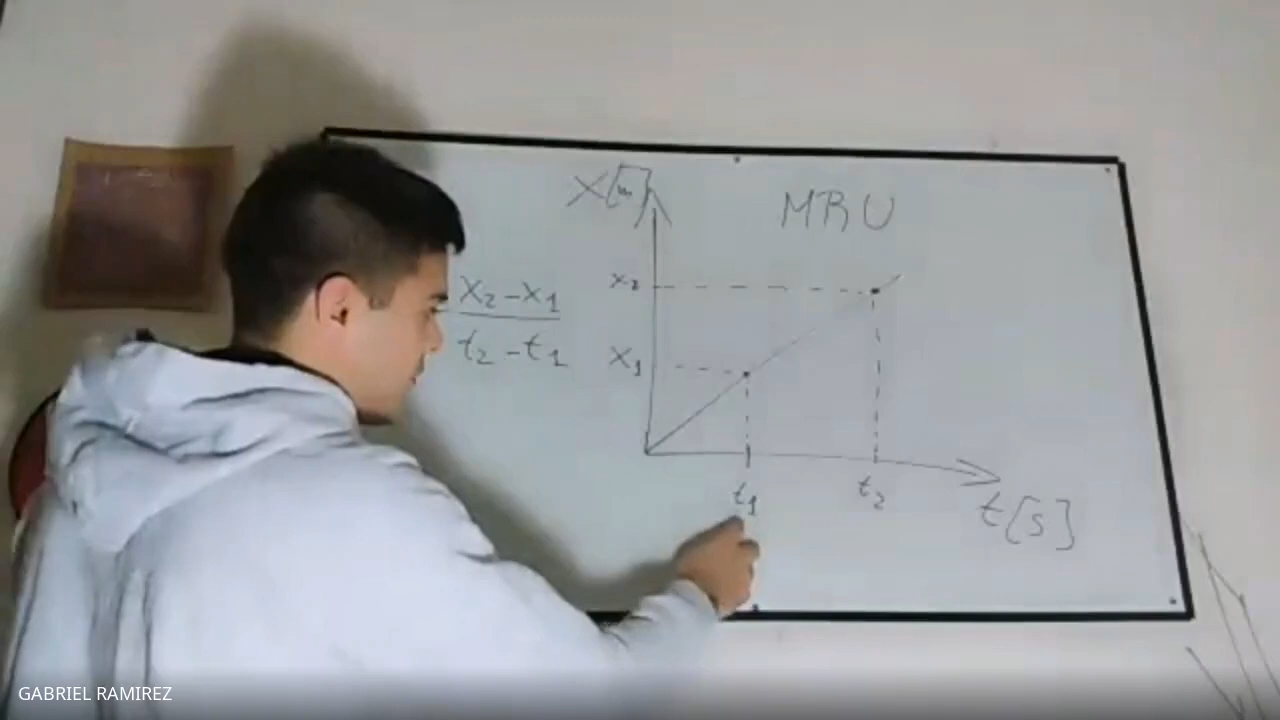 X[m]
MRU
X₂-X₁
t₂-t₁
X₂
X₁
t₁
t₂
t[s]
GABRIEL RAMIREZ